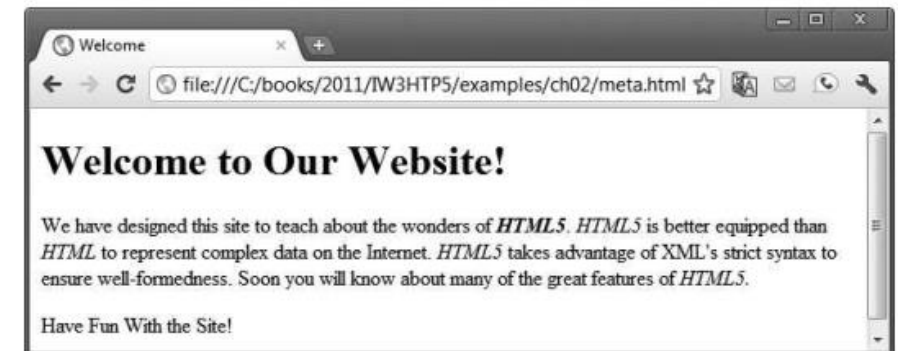 Welcome
file:///C:/books/2011/IW3HTP5/examples/ch02/meta.html
Welcome to Our Website!
We have designed this site to teach about the wonders of HTML5. HTML5 is better equipped than
HTML to represent complex data on the Internet. HTML5 takes advantage of XML's strict syntax to
ensure well-formedness. Soon you will know about many of the great features of HTML5.
Have Fun With the Site!